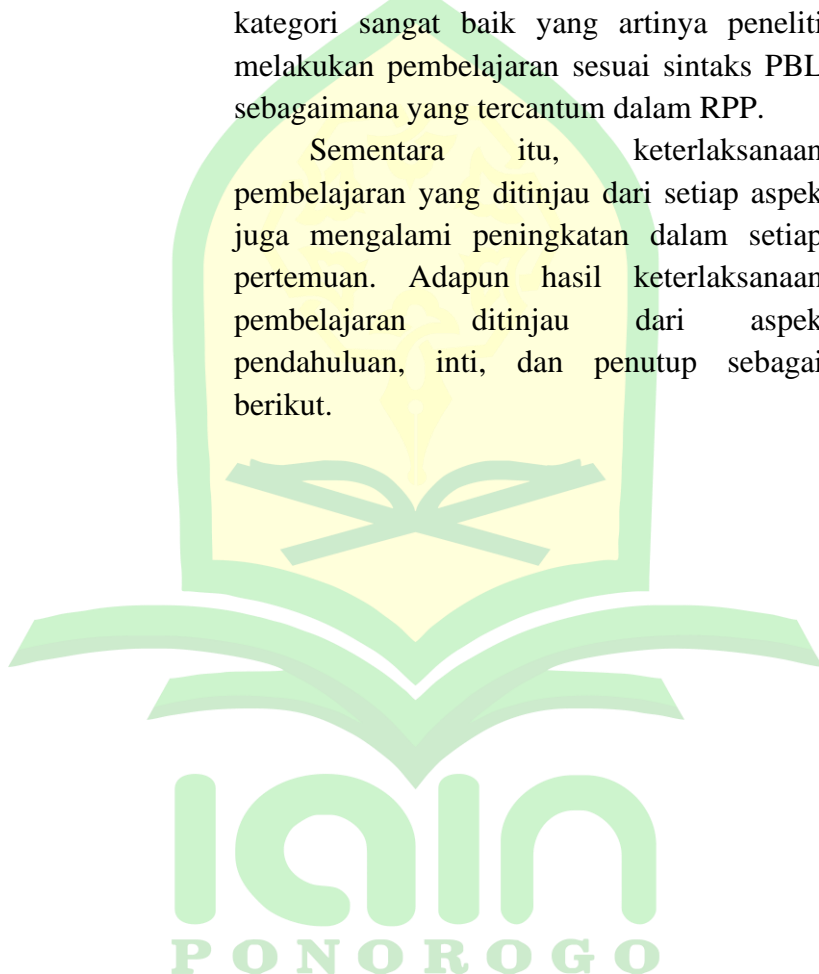 kategori sangat baik yang artinya peneliti
melakukan pembelajaran sesuai sintaks PBL
sebagaimana yang tercantum dalam RPP.
Sementara itu, keterlaksanaan
pembelajaran yang ditinjau dari setiap aspek
juga mengalami peningkatan dalam setiap
pertemuan. Adapun hasil keterlaksanaan
pembelajaran ditinjau dari aspek
pendahuluan, inti, dan penutup sebagai
berikut.
iain
PONOROGO